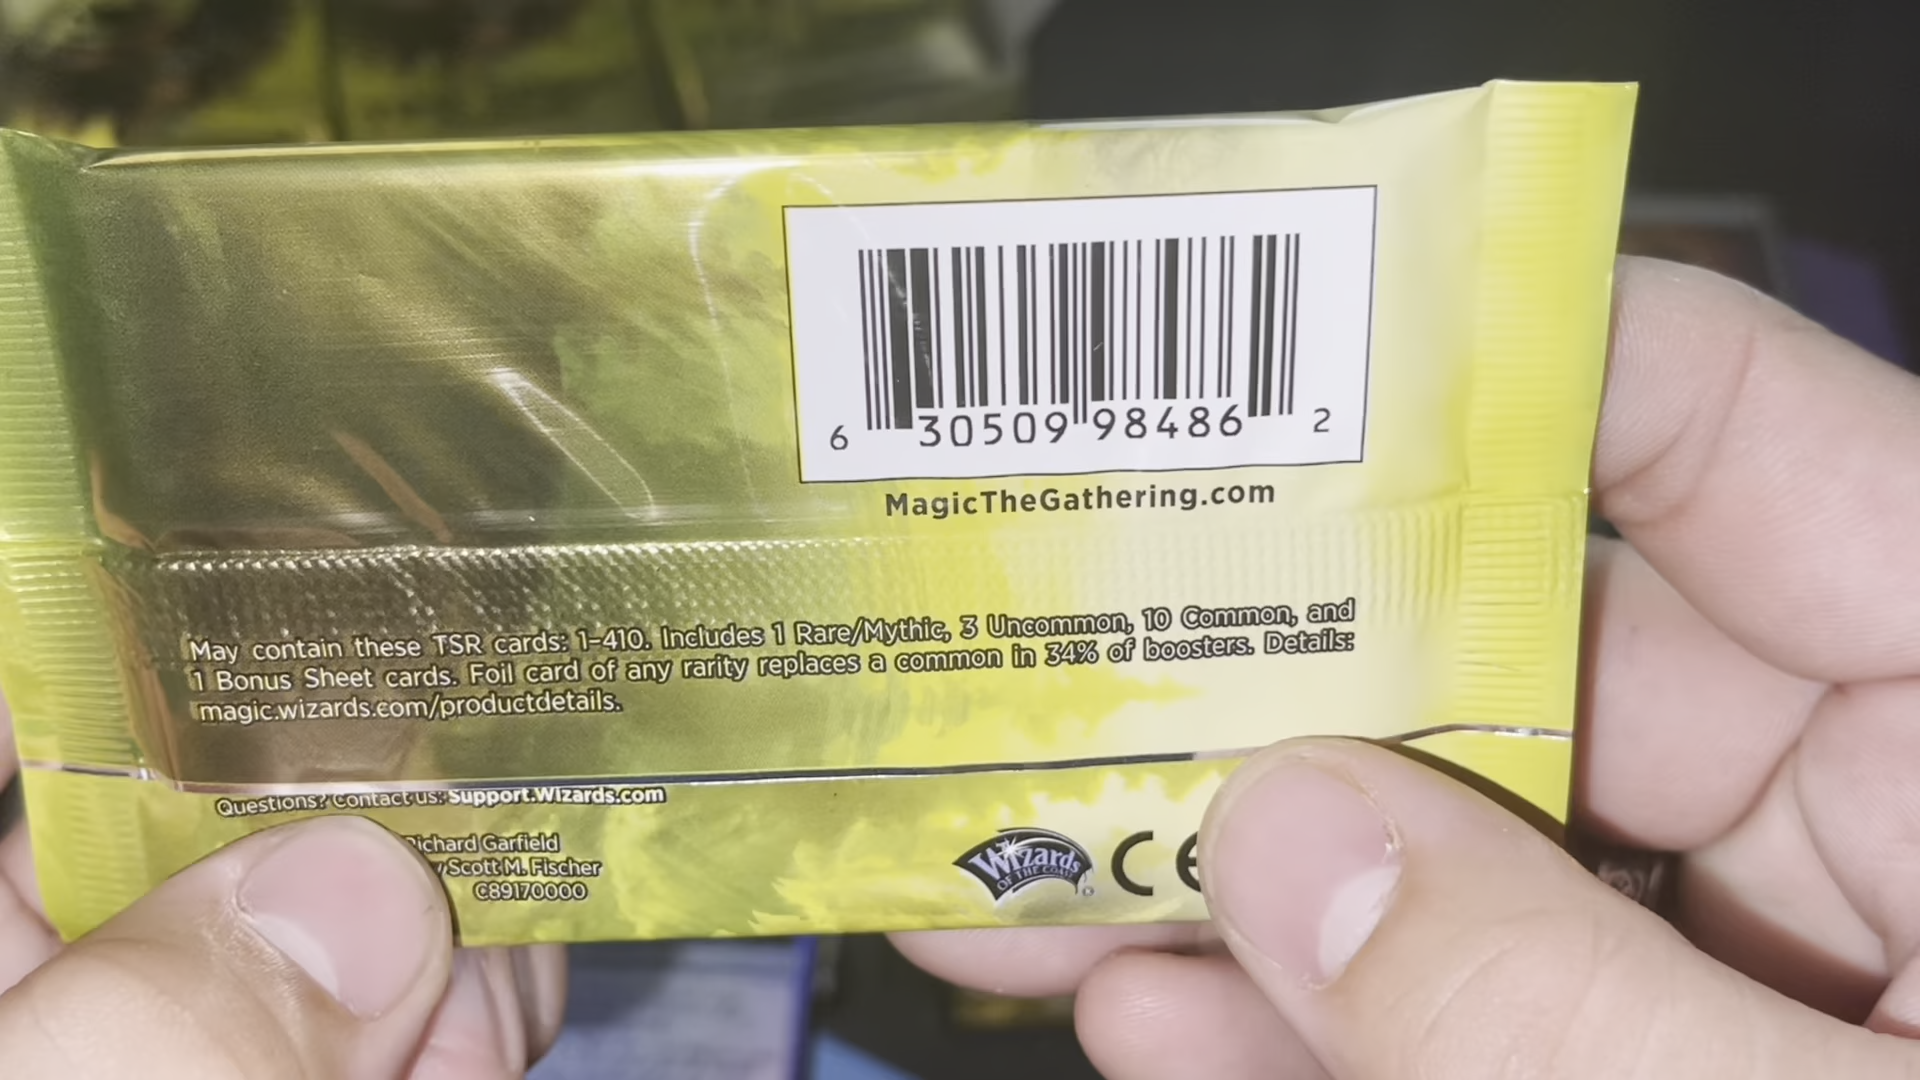 6 30509 98486 2
MagicTheGathering.com
May contain these TSR cards: 1-410. Includes 1 Rare/Mythic, 3 Uncommon, 10 Common, and
1 Bonus Sheet cards. Foil card of any rarity replaces a common in 34% of boosters. Details:
magic.wizards.com/productdetails.
Questions? Contact us: Support.Wizards.com
Richard Garfield
Scott M. Fischer
C89170000
Wizards
OF THE COAST
CE